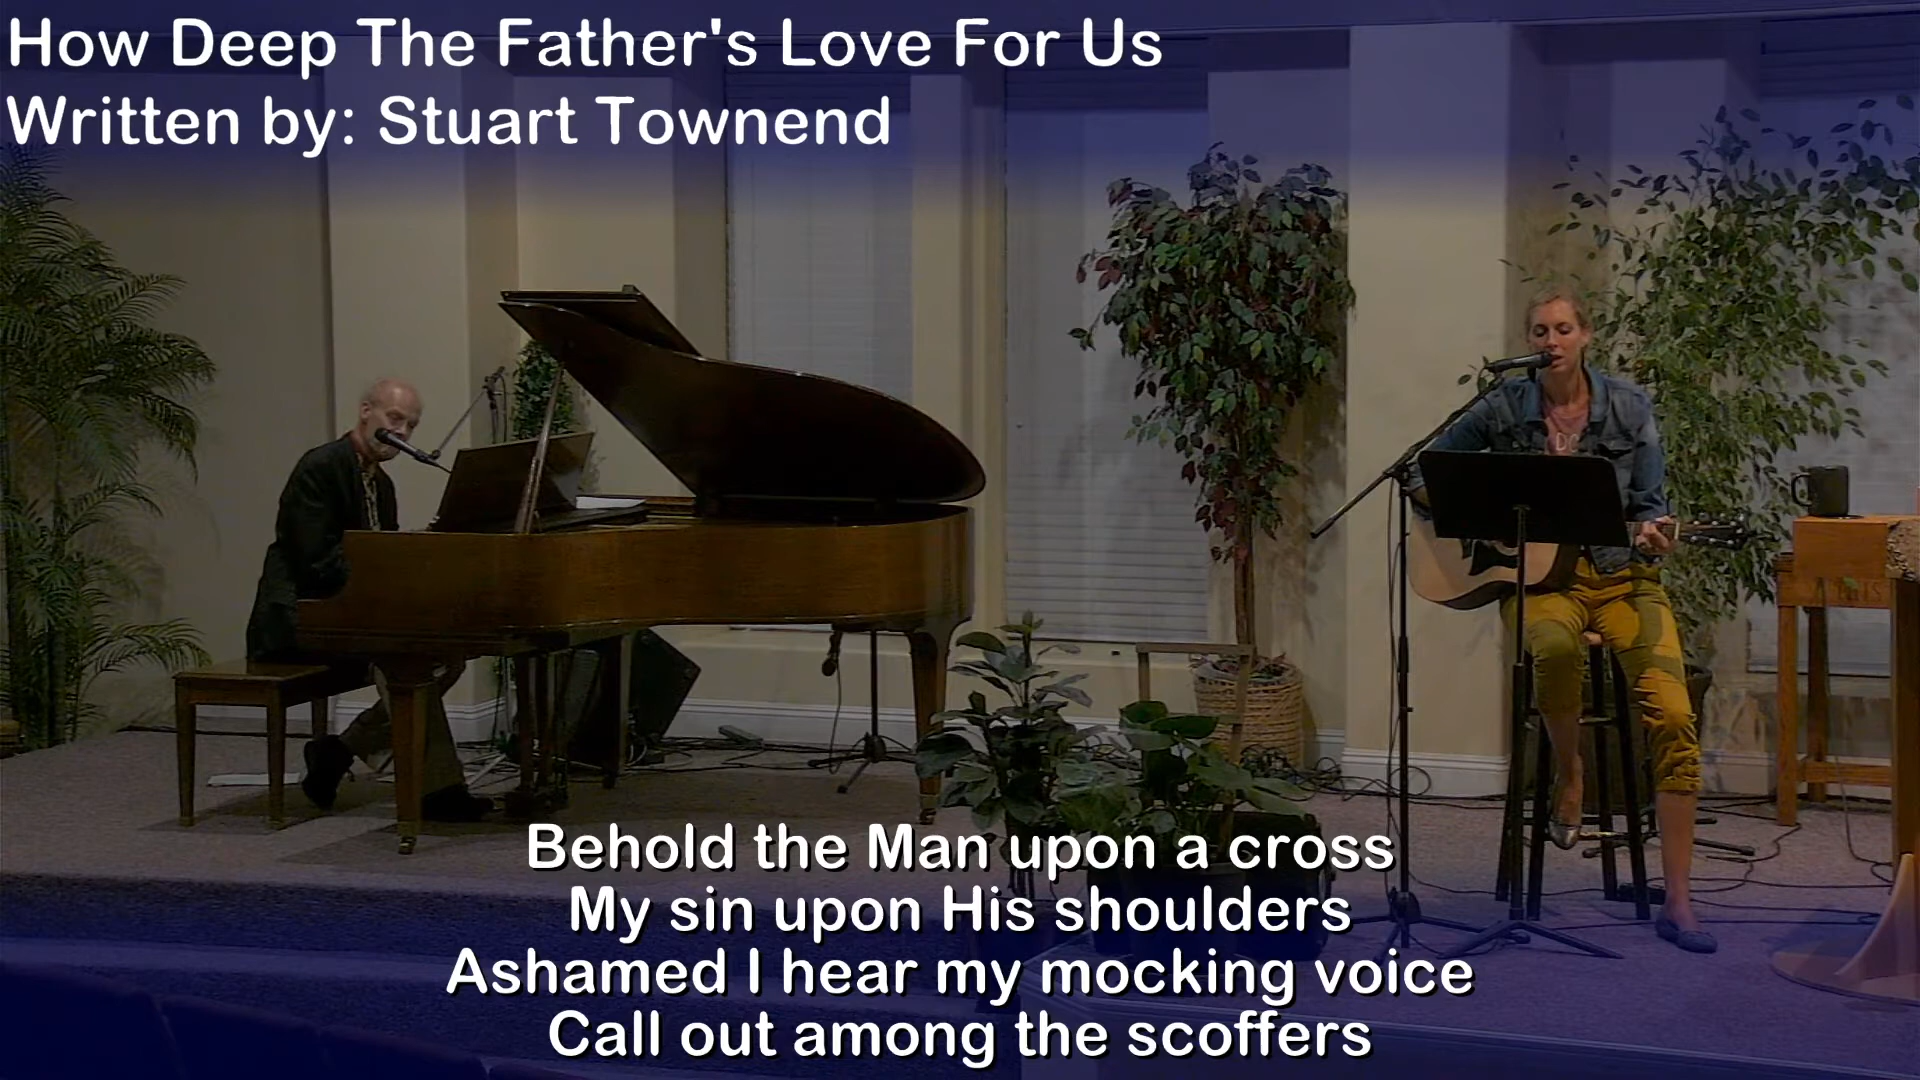 How Deep The Father's Love For Us
Written by: Stuart Townend
Behold the Man upon a cross
My sin upon His shoulders
Ashamed I hear my mocking voice
Call out among the scoffers